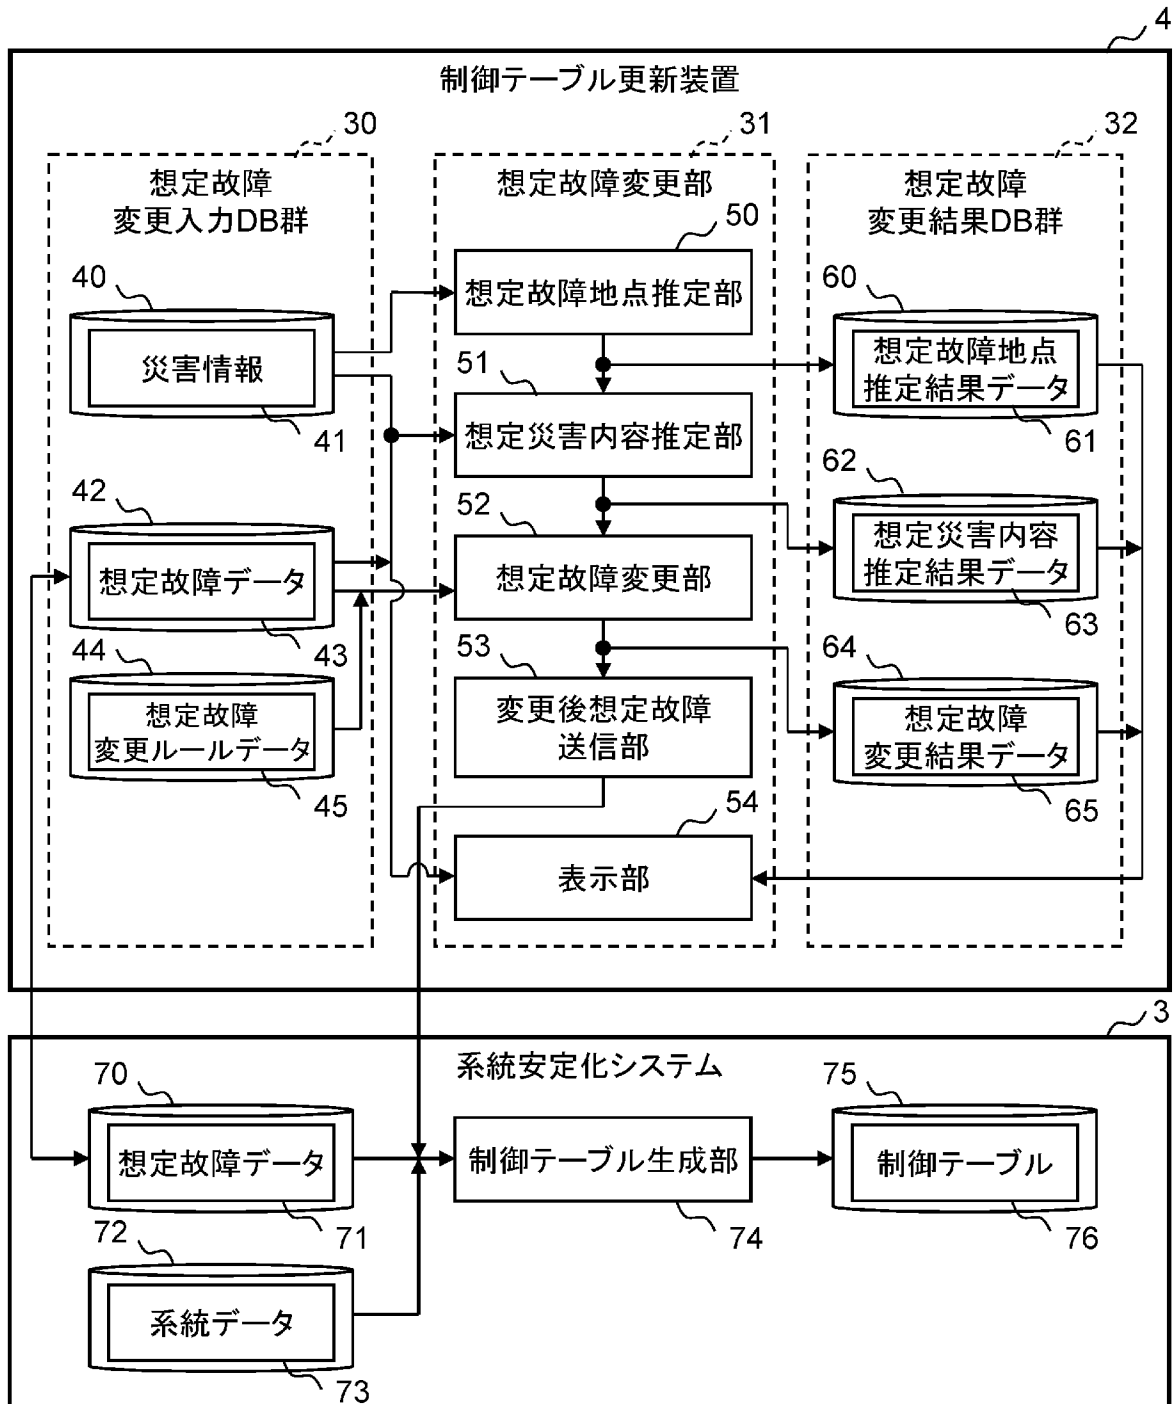 4
制御テーブル更新装置
30
31
32
想定故障
変更入力DB群
想定故障変更部
想定故障
変更結果DB群
40
災害情報
41
42
想定故障データ
43
44
想定故障
変更ルールデータ
45
50
想定故障地点推定部
51
想定災害内容推定部
52
想定故障変更部
53
変更後想定故障
送信部
54
表示部
60
想定故障地点
推定結果データ
61
62
想定災害内容
推定結果データ
63
64
想定故障
変更結果データ
65
3
系統安定化システム
70
想定故障データ
71
72
系統データ
73
制御テーブル生成部
74
75
制御テーブル
76